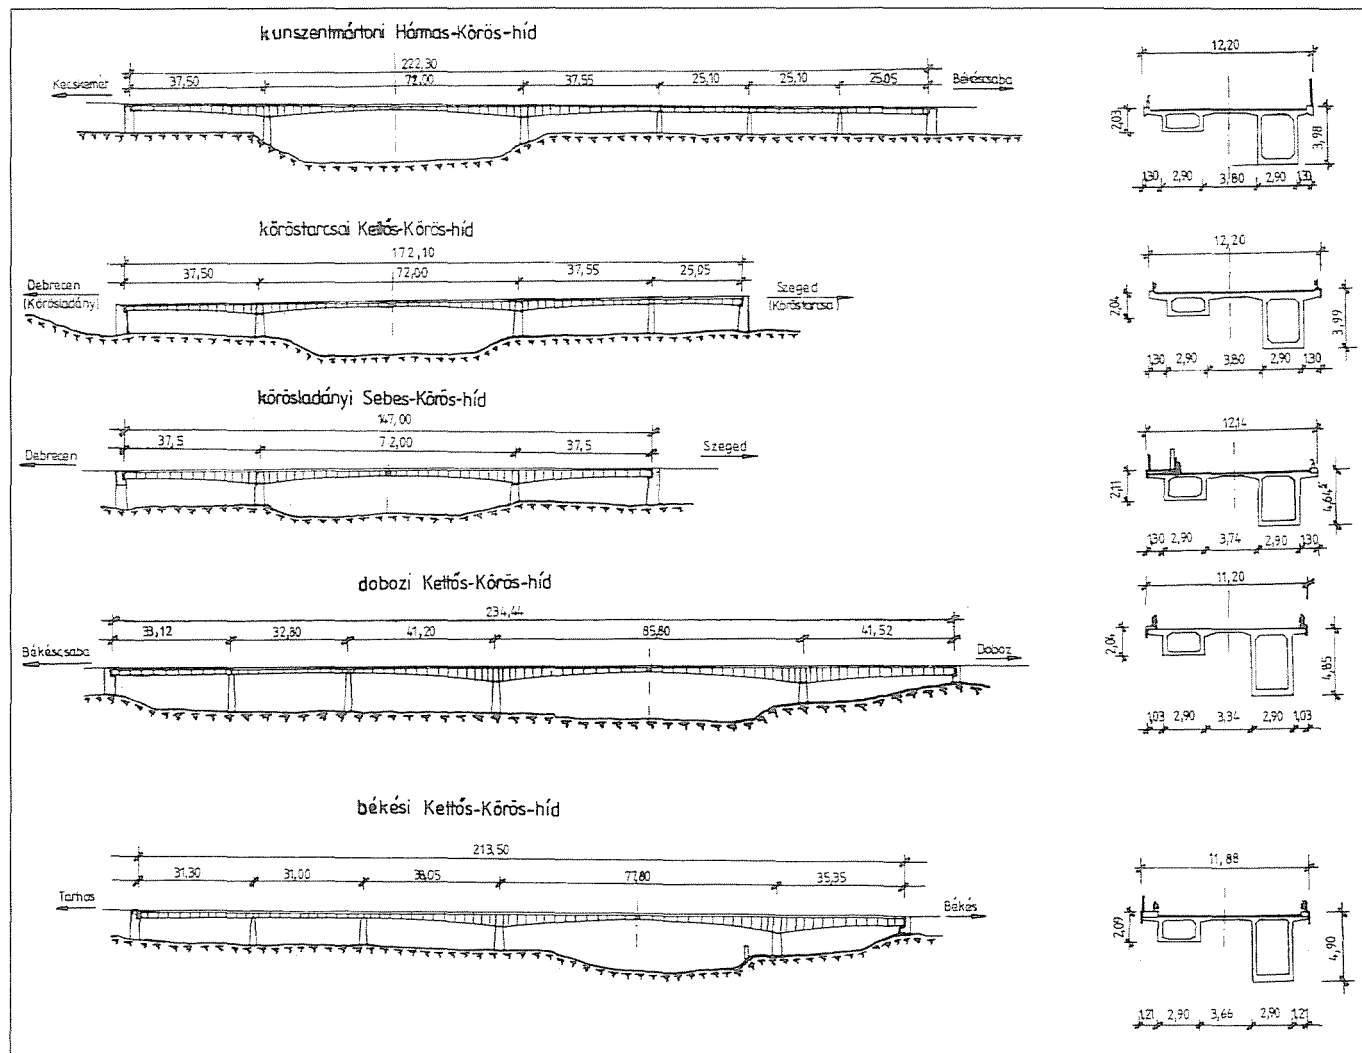 kunszentmártoni Hármas-Körös-híd
222,30
Kecskemét 37,50 72,00 37,55 25,10 25,10 25,05 Békéscsaba
12,20
2,03
3,98
1,30 2,90 3,80 2,90 1,30
köröstarcsai Kettős-Körös-híd
172,10
37,50 72,00 37,55 25,05
Debrecen
(Körösladány)
Szeged
(Köröstarcsa)
12,20
2,04
3,99
1,30 2,90 3,80 2,90 1,30
körösladányi Sebes-Körös-híd
147,00
37,5 72,00 37,5
Debrecen Szeged
12,14
2,11
4,64⁵
1,30 2,90 3,74 2,90 1,30
dobozi Kettős-Körös-híd
234,44
33,12 32,80 41,20 85,80 41,52
Békéscsaba Doboz
11,20
2,04
4,85
1,03 2,90 3,34 2,90 1,03
békési Kettős-Körös-híd
213,50
31,30 31,00 38,05 77,80 35,35
Tarhos Békés
11,88
2,09
4,90
1,21 2,90 3,66 2,90 1,21